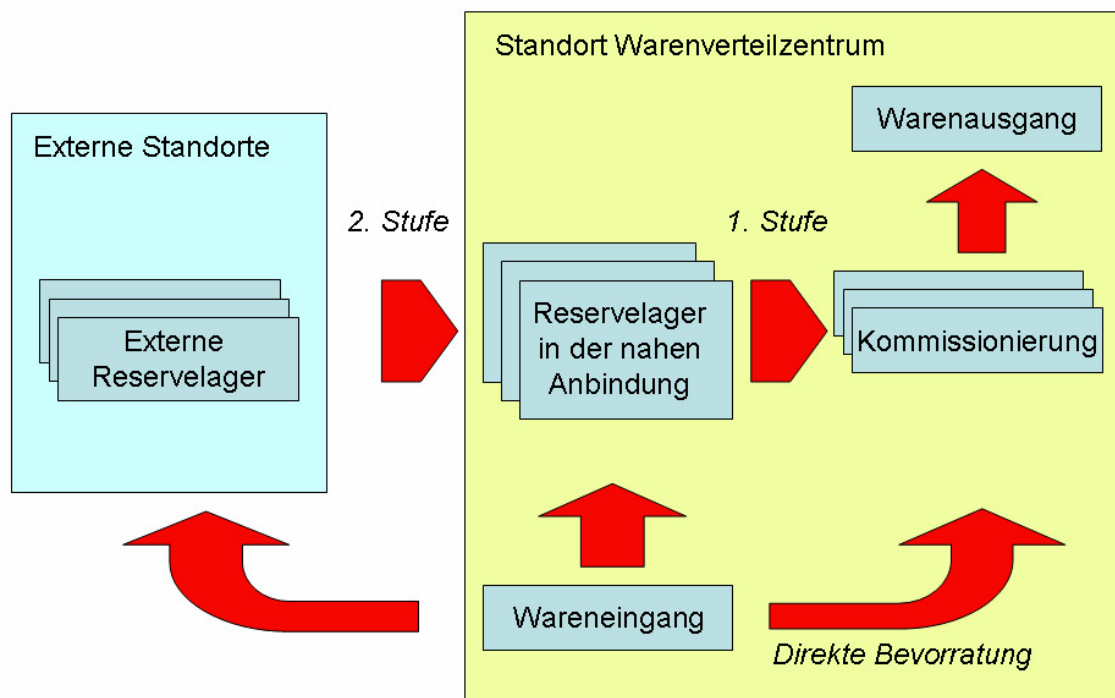 Standort Warenverteilzentrum
Warenausgang
Externe Standorte
2. Stufe
1. Stufe
Externe
Reservelager
Reservelager
in der nahen
Anbindung
Kommissionierung
Wareneingang
Direkte Bevorratung